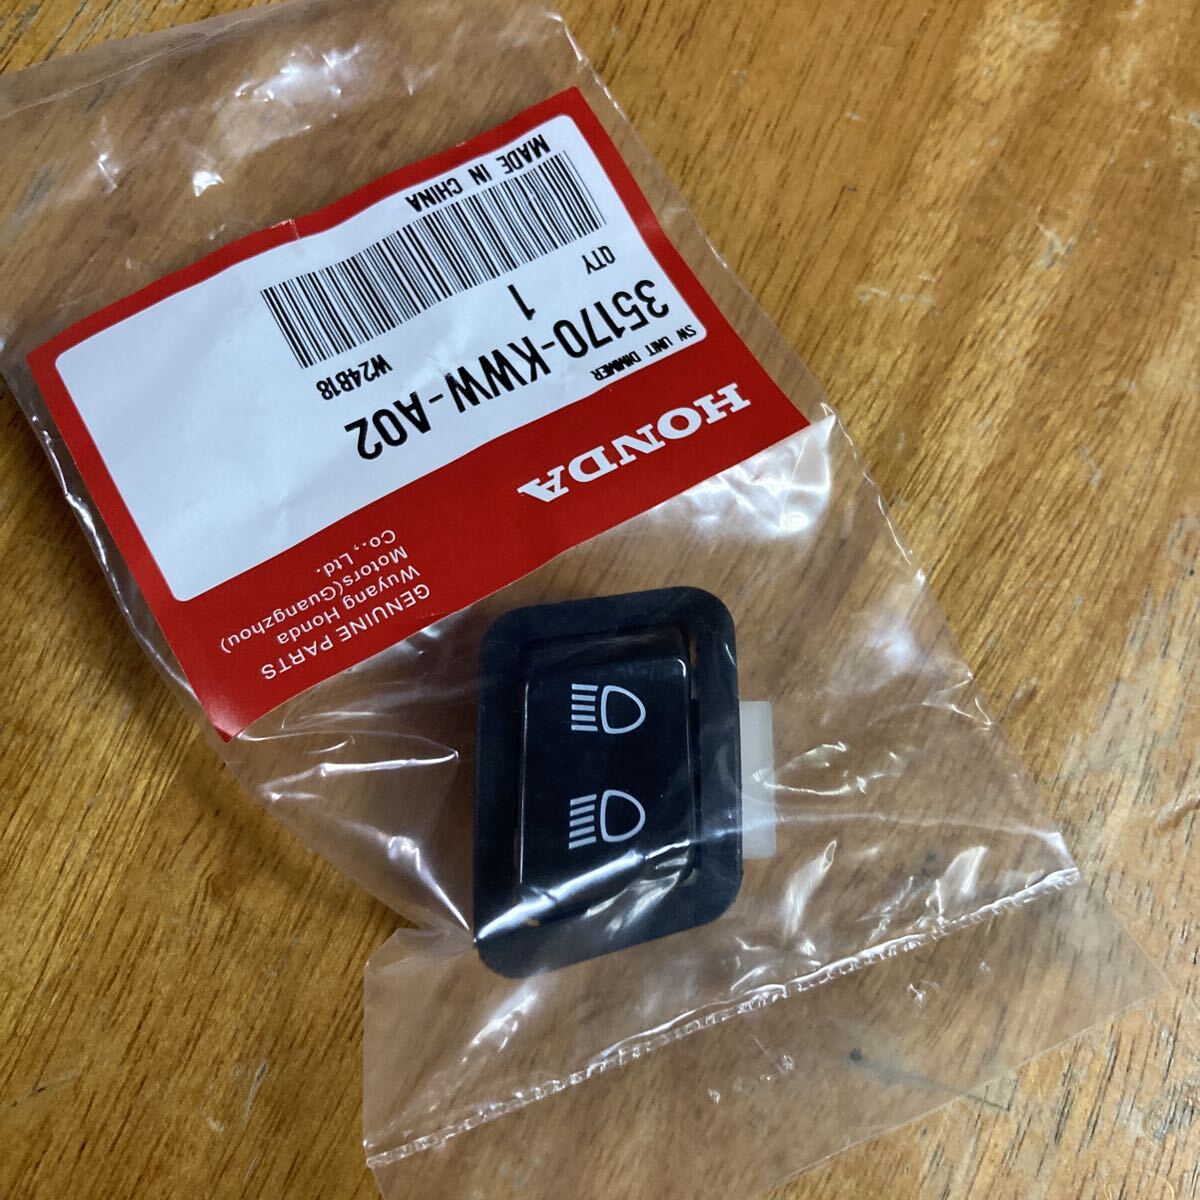 HONDA
SW UNIT DIMMER
35170-KWW-A02
QTY
1
W24B18
MADE IN CHINA
GENUINE PARTS
Wuyang Honda
Motors(Guangzhou)
Co., Ltd.